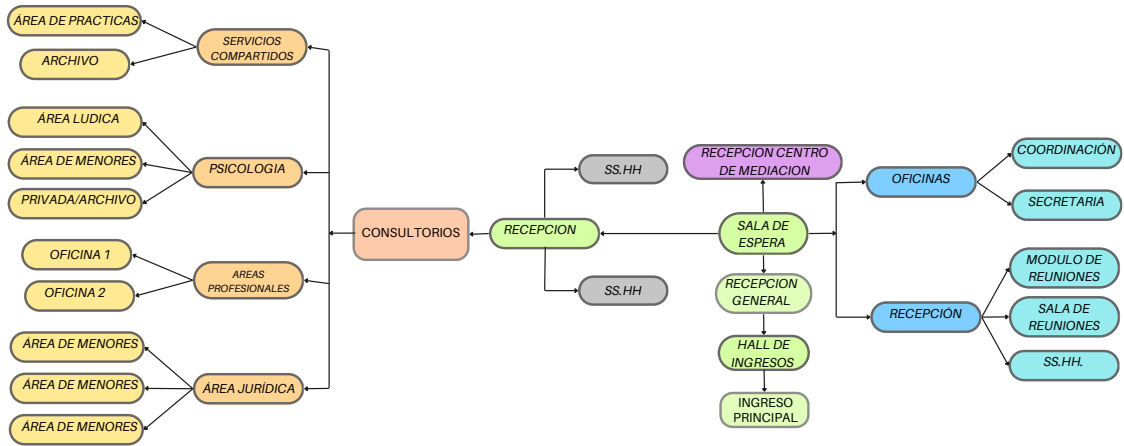 ÁREA DE PRACTICAS
ARCHIVO
SERVICIOS
COMPARTIDOS
ÁREA LUDICA
ÁREA DE MENORES
PRIVADA/ARCHIVO
PSICOLOGIA
OFICINA 1
OFICINA 2
AREAS
PROFESIONALES
ÁREA DE MENORES
ÁREA DE MENORES
ÁREA DE MENORES
ÁREA JURÍDICA
CONSULTORIOS
RECEPCION
SS.HH
SS.HH
RECEPCION CENTRO
DE MEDIACION
SALA DE
ESPERA
RECEPCION
GENERAL
HALL DE
INGRESOS
INGRESO
PRINCIPAL
OFICINAS
COORDINACIÓN
SECRETARIA
RECEPCIÓN
MODULO DE
REUNIONES
SALA DE
REUNIONES
SS.HH.